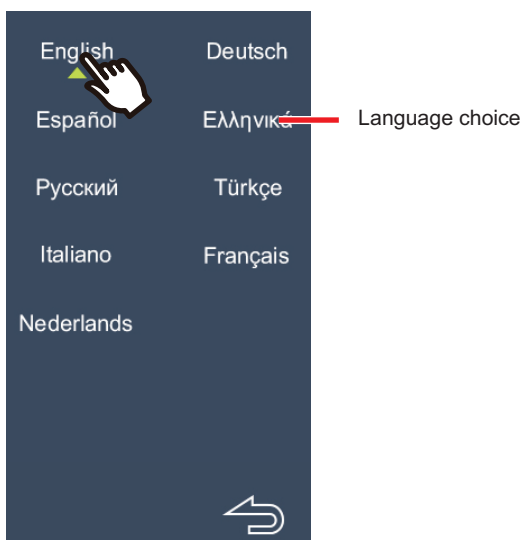 English Deutsch
Español Ελληνικά Language choice
Русский Türkçe
Italiano Français
Nederlands